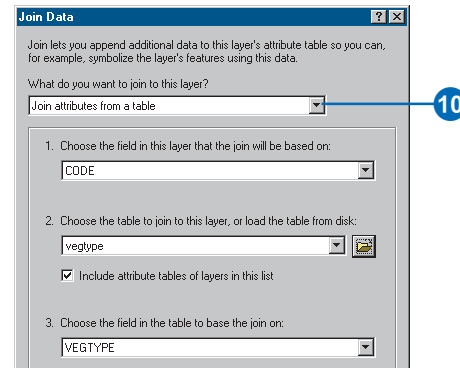 Join Data
Join lets you append additional data to this layer's attribute table so you can,
for example, symbolize the layer's features using this data.
What do you want to join to this layer?
Join attributes from a table
10
1. Choose the field in this layer that the join will be based on:
CODE
2. Choose the table to join to this layer, or load the table from disk:
vegtype
Include attribute tables of layers in this list
3. Choose the field in the table to base the join on:
VEGTYPE